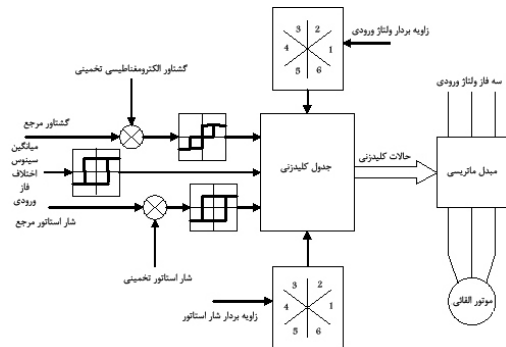 زاویه بردار ولتاژ ورودی
3 2
4 1
5 6
گشتاور الکترومغناطیسی تخمینی
سه فاز ولتاژ ورودی
گشتاور مرجع
میانگین
سینوس
اختلاف
فاز
ورودی
جدول کلیدزنی
حالات کلیدزنی
مبدل ماتریسی
شار استاتور مرجع
شار استاتور تخمینی
3 2
4 1
5 6
زاویه بردار شار استاتور
موتور القائی